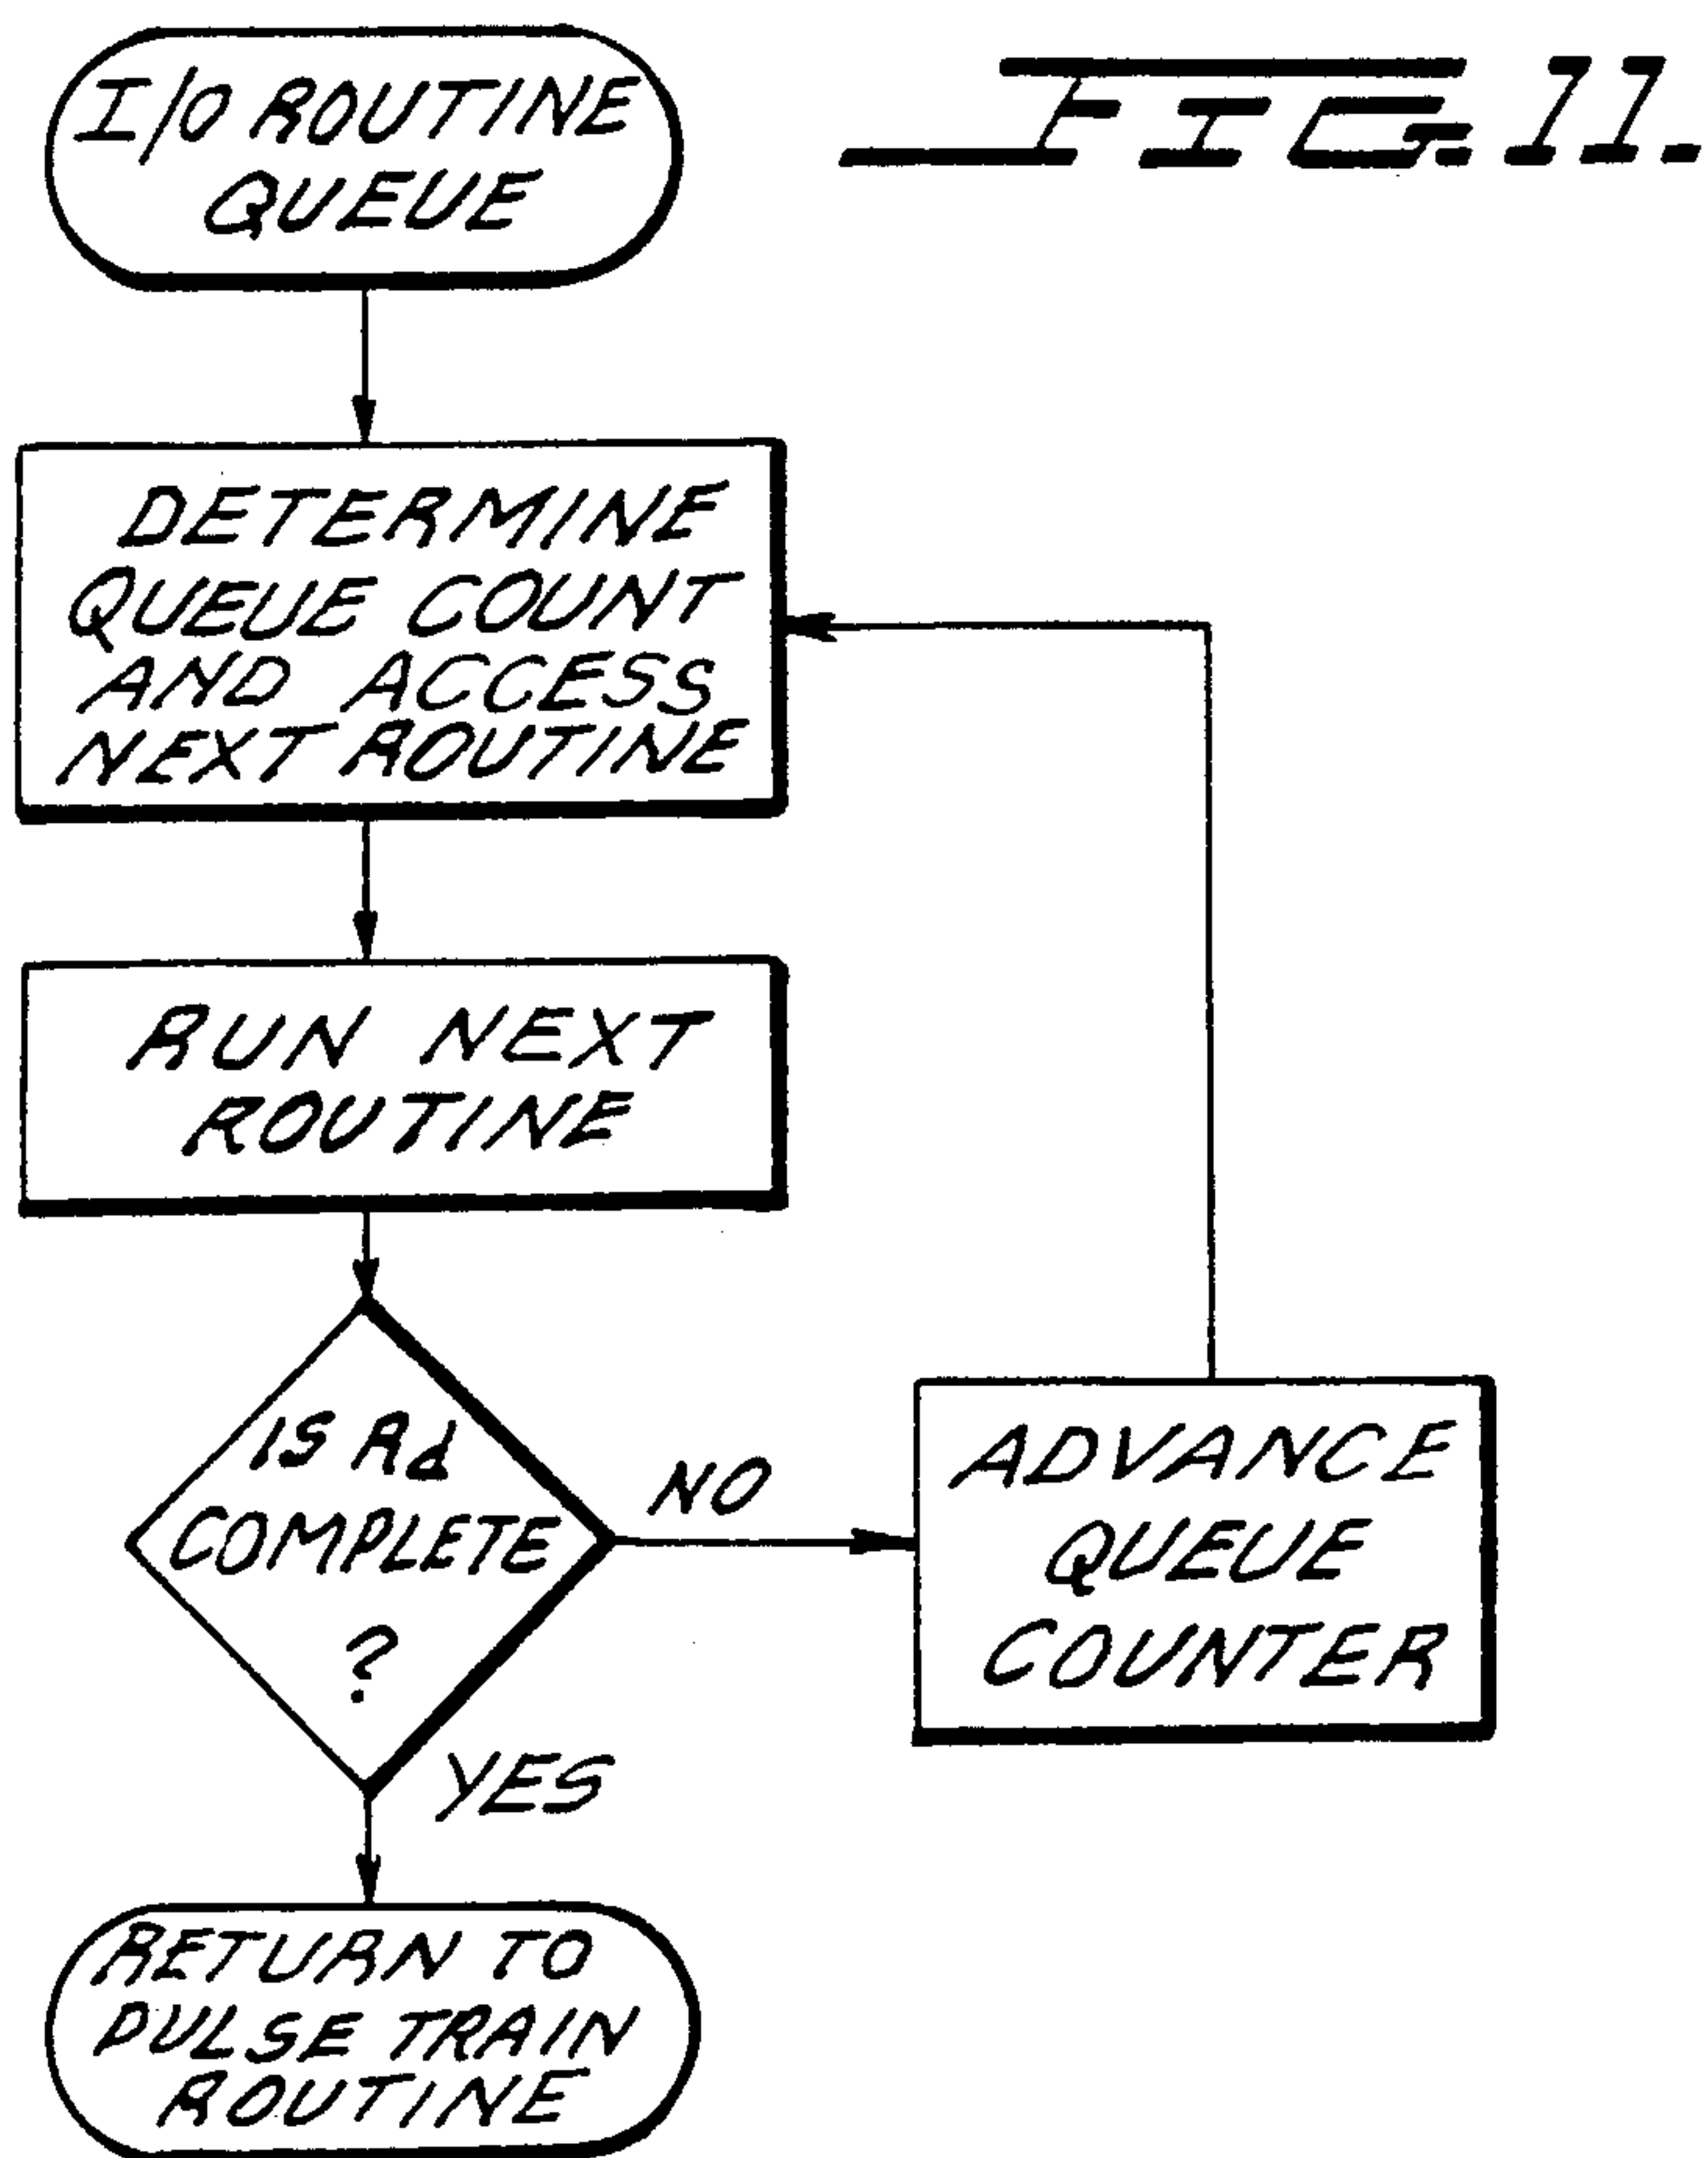 I/O ROUTINE
QUEUE
FIG. 11.
DETERMINE
QUEUE COUNT
AND ACCESS
NEXT ROUTINE
RUN NEXT
ROUTINE
IS Rd
COMPLETE
?
NO
ADVANCE
QUEUE
COUNTER
YES
RETURN TO
PULSE TRAIN
ROUTINE